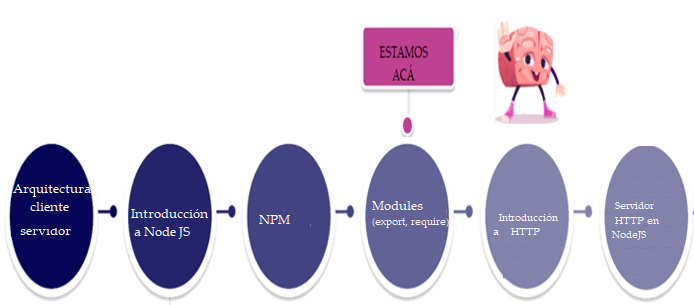 ESTAMOS
ACÁ
Arquitectura
cliente
servidor
Introducción
a Node JS
NPM
Modules
(export, require)
Introducción
a HTTP
Servidor
HTTP en
NodeJS